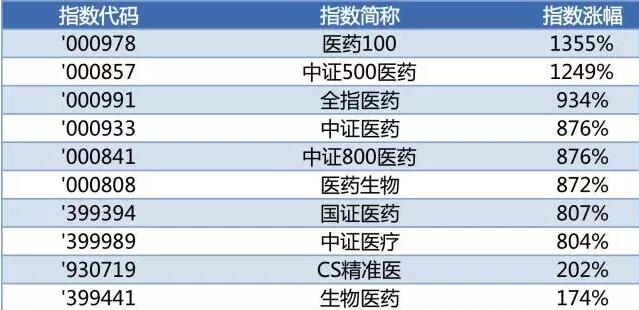 指数代码 指数简称 指数涨幅
'000978 医药100 1355%
'000857 中证500医药 1249%
'000991 全指医药 934%
'000933 中证医药 876%
'000841 中证800医药 876%
'000808 医药生物 872%
'399394 国证医药 807%
'399989 中证医疗 804%
'930719 CS精准医 202%
'399441 生物医药 174%